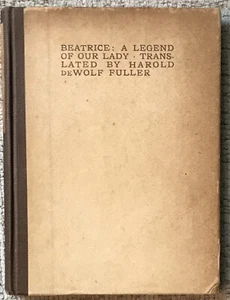 BEATRICE: A LEGEND
OF OUR LADY · TRANS-
LATED BY HAROLD
DEWOLF FULLER